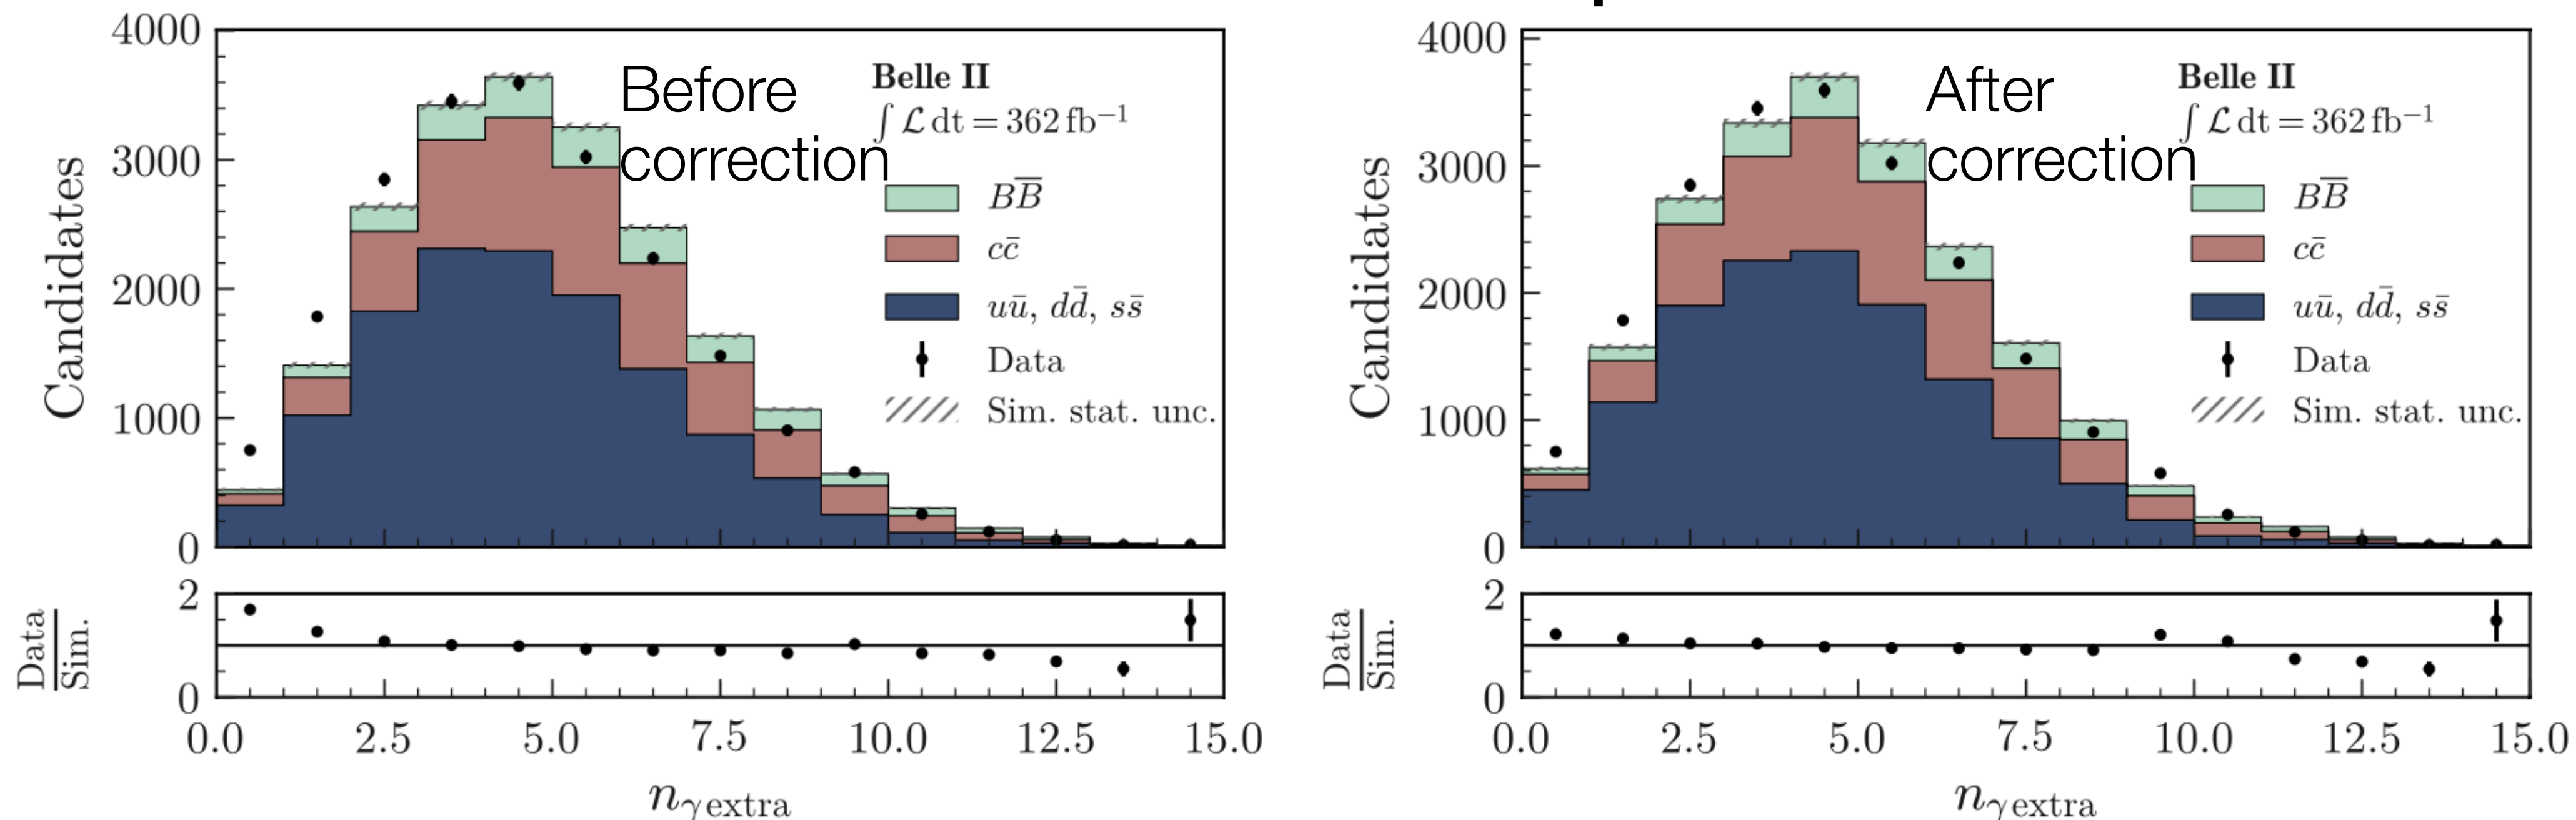 4000
3000
2000
1000
0
Candidates
Before
correction
Belle II
∫ ℒ dt = 362 fb⁻¹
BB̅
cc̄
uū, dd̄, ss̄
Data
Sim. stat. unc.
2
0
Data
Sim.
0.0 2.5 5.0 7.5 10.0 12.5 15.0
nγ extra
4000
3000
2000
1000
0
Candidates
After
correction
Belle II
∫ ℒ dt = 362 fb⁻¹
BB̅
cc̄
uū, dd̄, ss̄
Data
Sim. stat. unc.
2
0
Data
Sim.
0.0 2.5 5.0 7.5 10.0 12.5 15.0
nγ extra